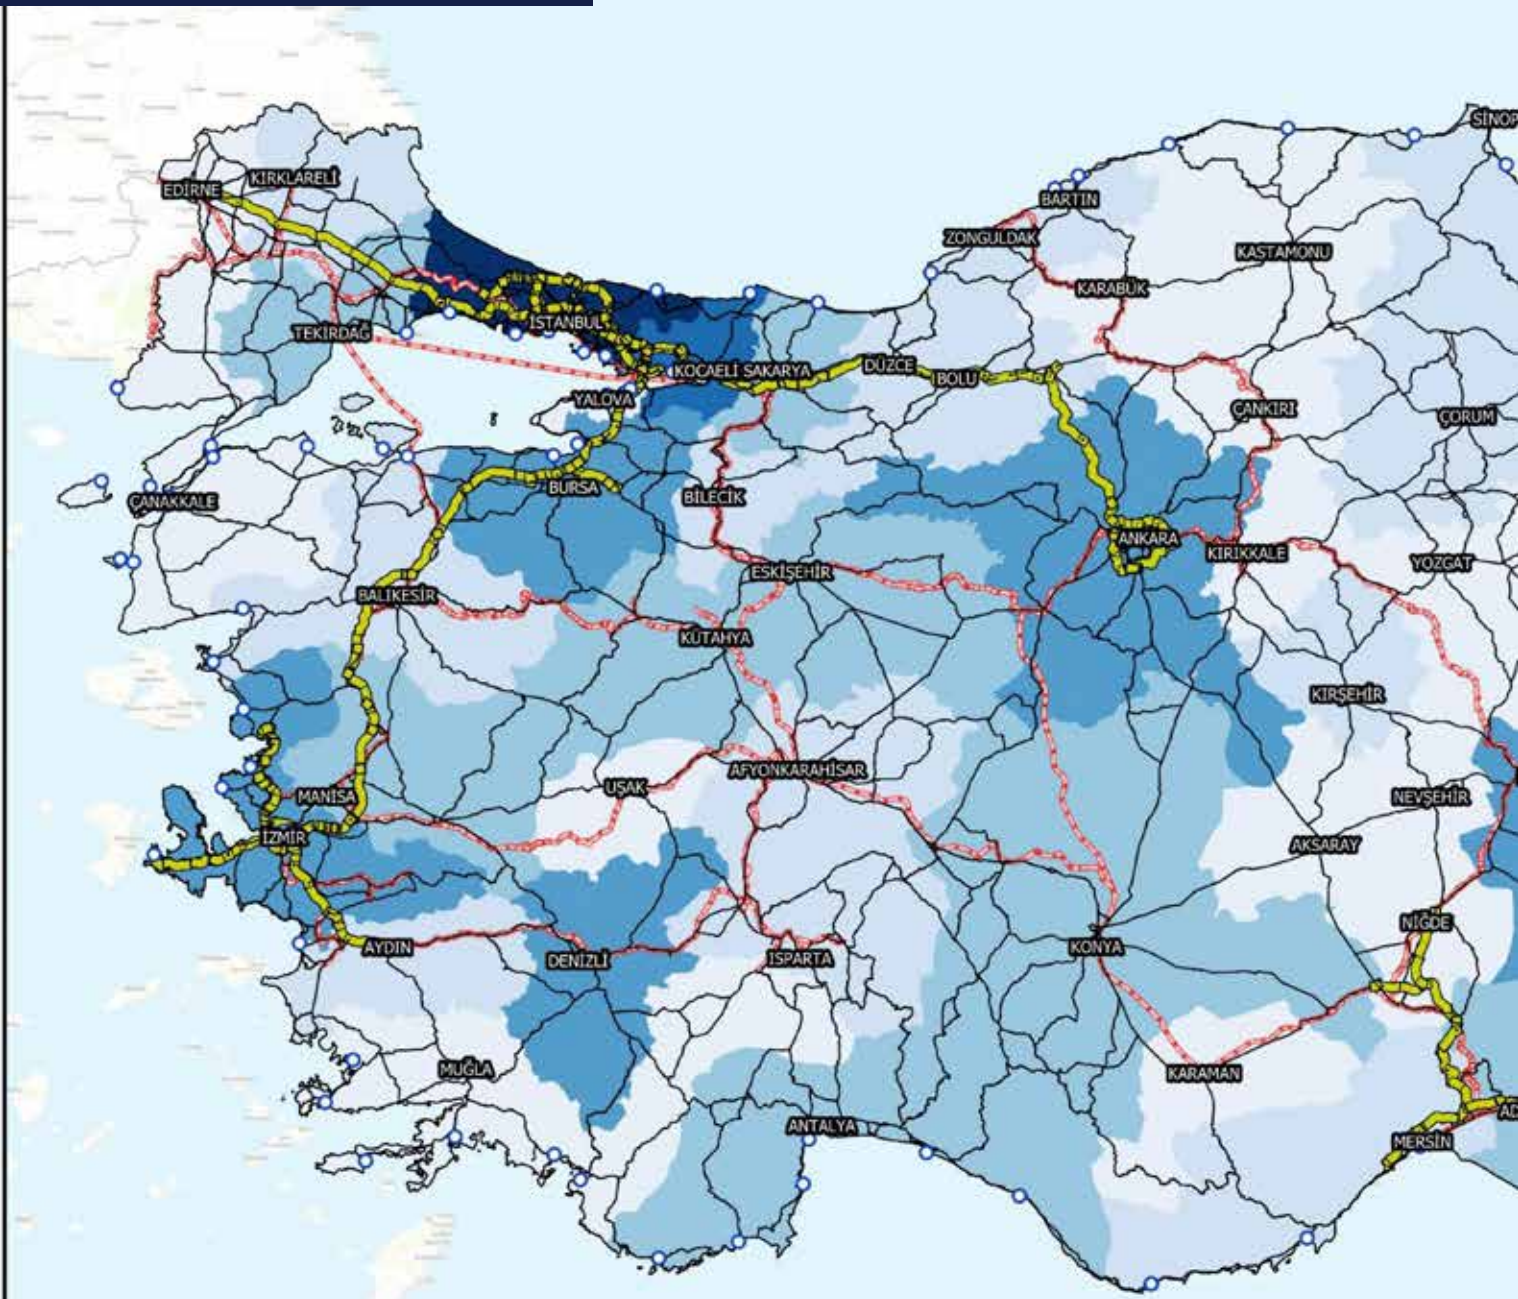 SİNOP
EDİRNE
KIRKLARELİ
BARTIN
ZONGULDAK
KASTAMONU
KARABÜK
İSTANBUL
TEKİRDAĞ
KOCAELİ SAKARYA
DÜZCE
BOLU
YALOVA
ÇANKIRI
ÇORUM
BURSA
BİLECİK
ÇANAKKALE
ANKARA
KIRIKKALE
YOZGAT
ESKİŞEHİR
BALIKESİR
KÜTAHYA
KIRŞEHİR
AFYONKARAHİSAR
UŞAK
MANİSA
NEVŞEHİR
İZMİR
AKSARAY
NİĞDE
AYDIN
DENİZLİ
ISPARTA
KONYA
MUĞLA
KARAMAN
ANTALYA
AD
MERSİN